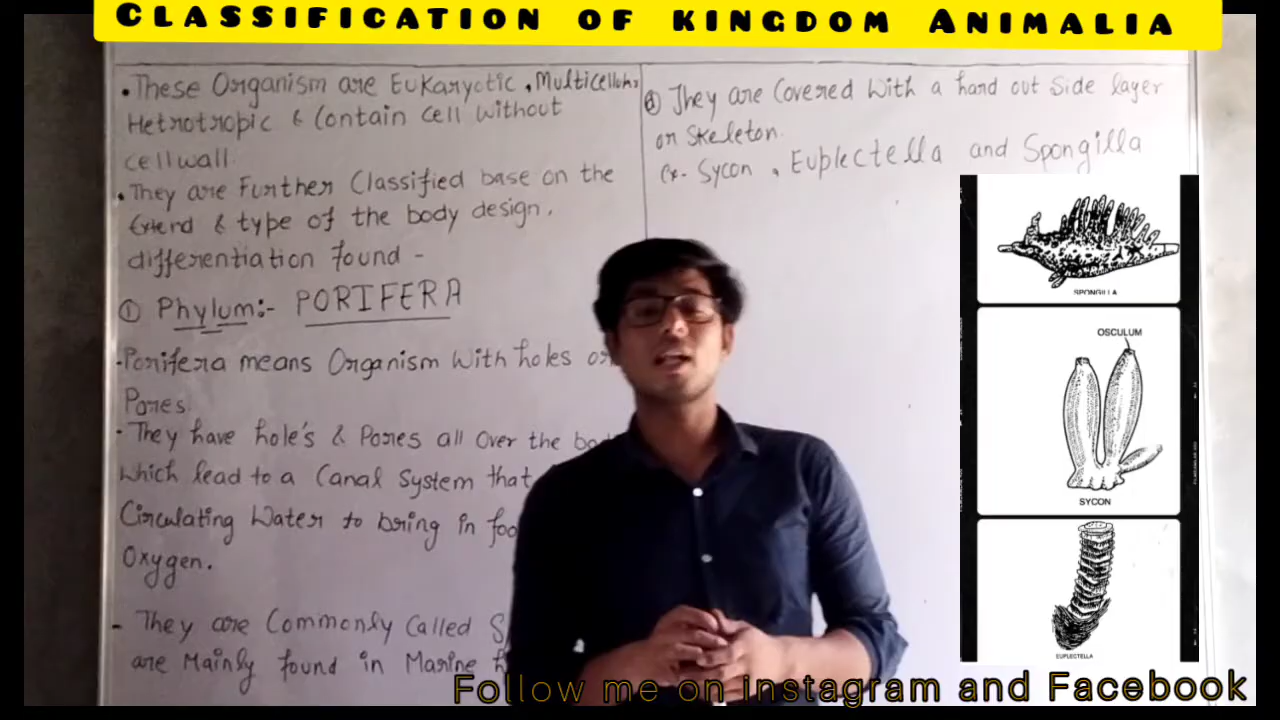 CLASSIFICATION OF KINGDOM ANIMALIA
• These Organism are Eukaryotic, Multicellular
Hetrotropic & Contain cell without
cellwall.
• They are Further Classified base on the
& type of the body design.
differentiation found -
① Phylum:- PORIFERA
-Porifera means Organism with holes or
Pores.
- They have hole's & Pores all over the
which lead to a Canal System that
Circulating Water to bring in
Oxygen.
- They are Commonly Called
are Mainly found in Marine
They are Covered with a hard out side layer
or skeleton.
ex- Sycon, Euplectella and Spongilla
SPONGILLA
OSCULUM
SYCON
EUPLECTELLA
Follow me on instagram and Facebook